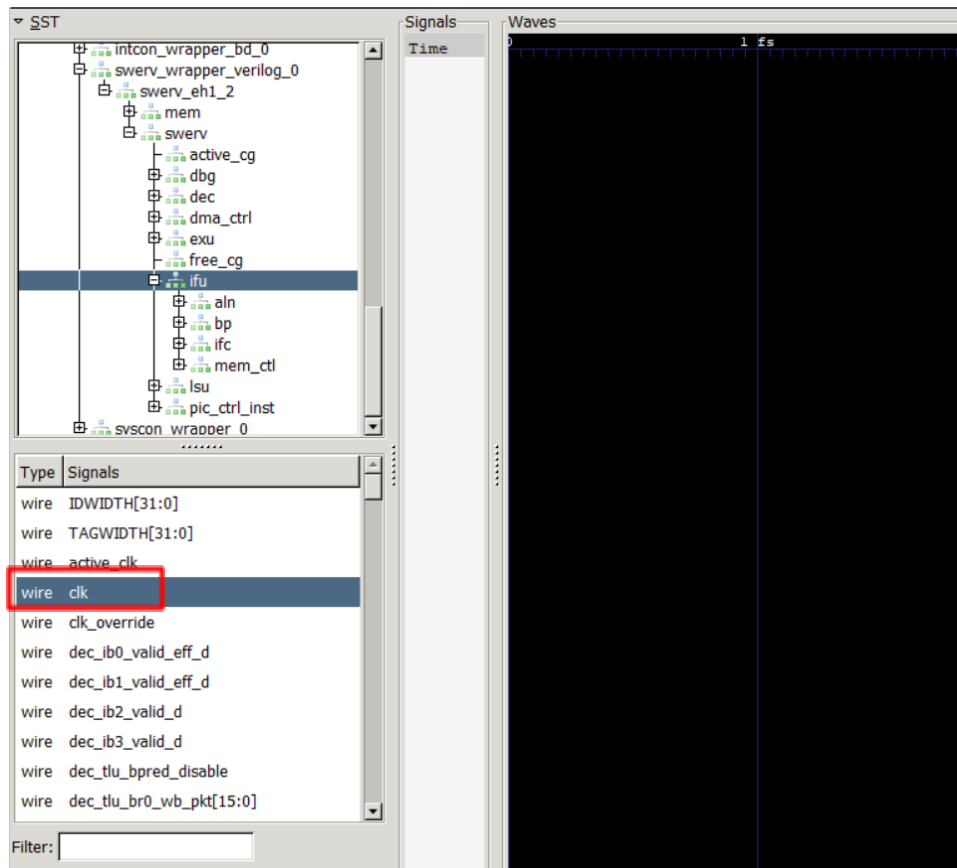 SST
intcon_wrapper_bd_0
swerv_wrapper_verilog_0
swerv_eh1_2
mem
swerv
active_cg
dbg
dec
dma_ctrl
exu
free_cg
ifu
aln
bp
ifc
mem_ctl
lsu
pic_ctrl_inst
syscon_wrapper_0
Type Signals
wire IDWIDTH[31:0]
wire TAGWIDTH[31:0]
wire active_clk
wire clk
wire clk_override
wire dec_ib0_valid_eff_d
wire dec_ib1_valid_eff_d
wire dec_ib2_valid_d
wire dec_ib3_valid_d
wire dec_tlu_bpred_disable
wire dec_tlu_br0_wb_pkt[15:0]
Filter:
Signals
Time
Waves
0 1 fs